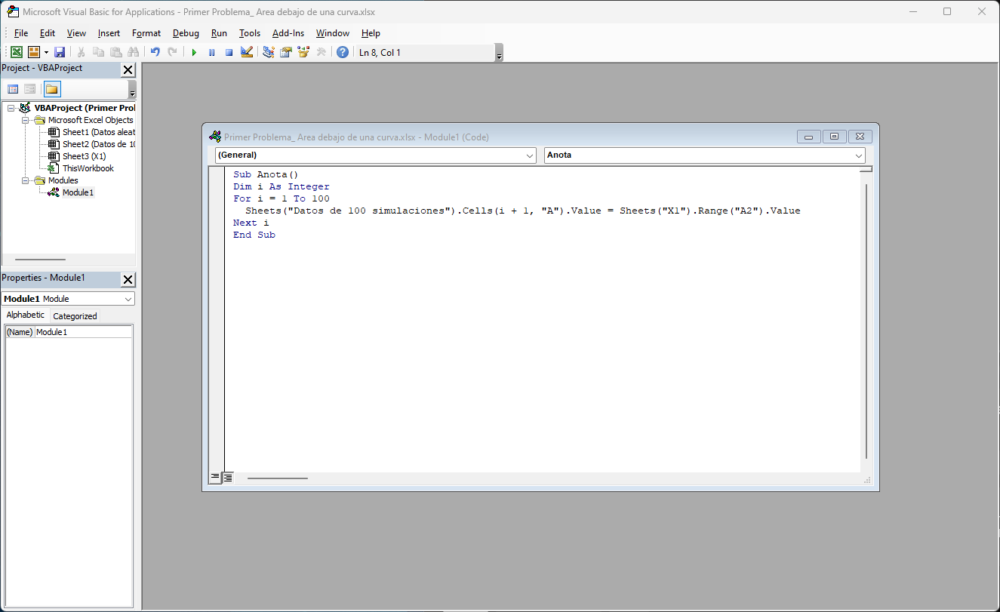 Microsoft Visual Basic for Applications - Primer Problema_ Area debajo de una curva.xlsx
File Edit View Insert Format Debug Run Tools Add-Ins Window Help
Ln 8, Col 1
Project - VBAProject
VBAProject (Primer Prol
Microsoft Excel Objects
Sheet1 (Datos aleat
Sheet2 (Datos de 10
Sheet3 (X1)
ThisWorkbook
Modules
Module1
Properties - Module1
Module1 Module
Alphabetic Categorized
(Name) Module1
Primer Problema_ Area debajo de una curva.xlsx - Module1 (Code)
(General) Anota
Sub Anota()
Dim i As Integer
For i = 1 To 100
Sheets("Datos de 100 simulaciones").Cells(i + 1, "A").Value = Sheets("X1").Range("A2").Value
Next i
End Sub